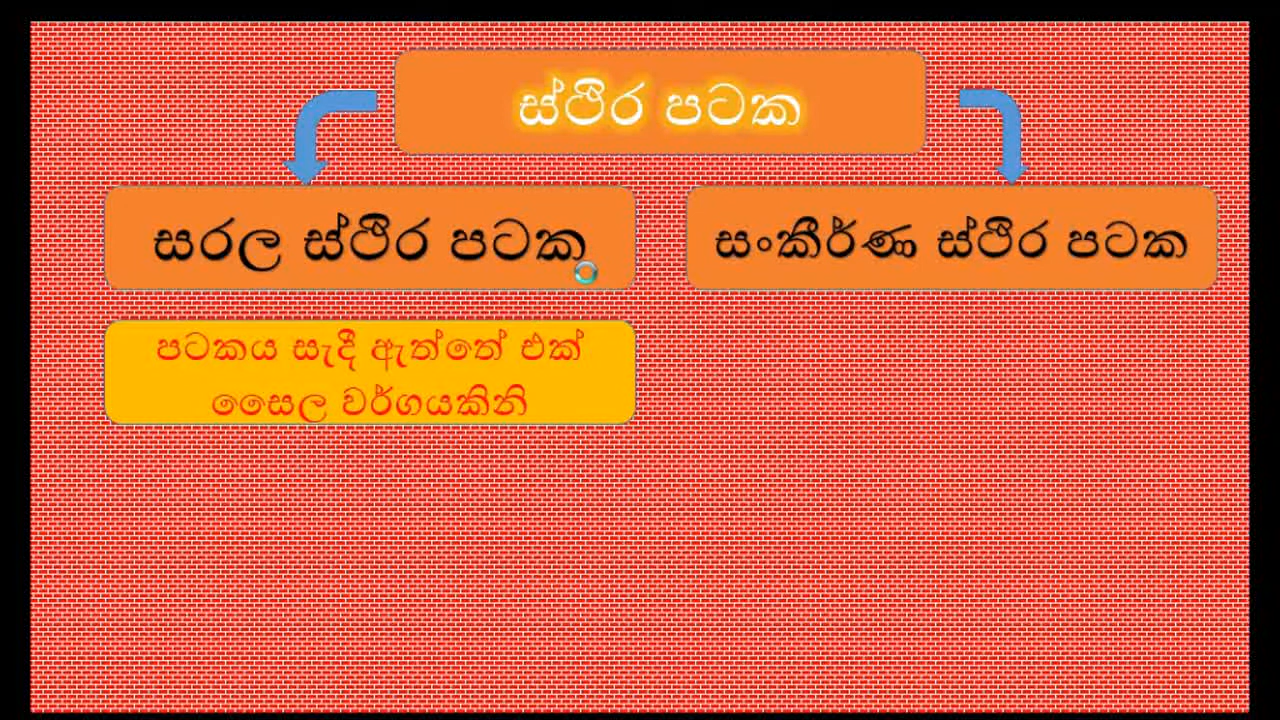 ස්ථිර පටක
සරල ස්ථිර පටක
සංකීර්ණ ස්ථිර පටක
පටකය සැදී ඇත්තේ එක්
සෛල වර්ගයකිනි